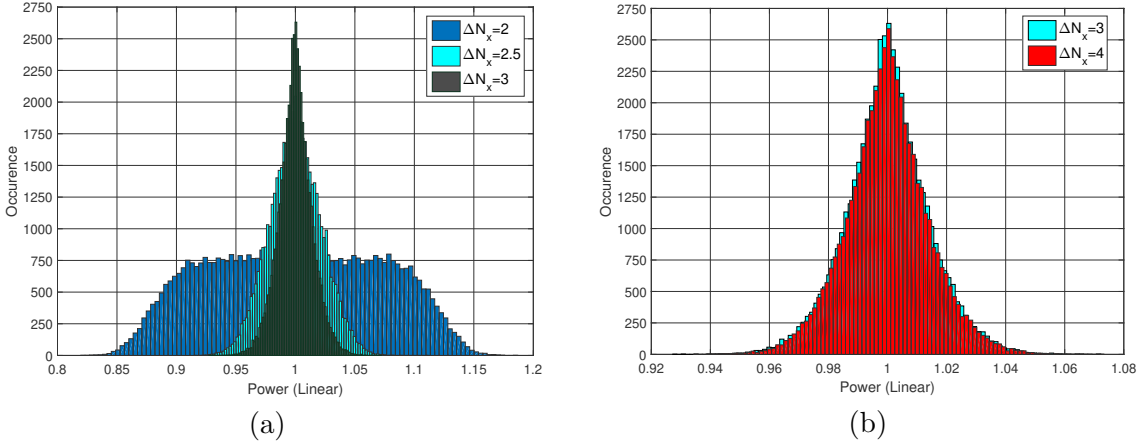 2750
2500
2250
2000
1750
1500
1250
1000
750
500
250
0
Occurence
0.8 0.85 0.9 0.95 1 1.05 1.1 1.15 1.2
Power (Linear)
ΔN_x=2
ΔN_x=2.5
ΔN_x=3
(a)
2750
2500
2250
2000
1750
1500
1250
1000
750
500
250
0
Occurence
0.92 0.94 0.96 0.98 1 1.02 1.04 1.06 1.08
Power (Linear)
ΔN_x=3
ΔN_x=4
(b)